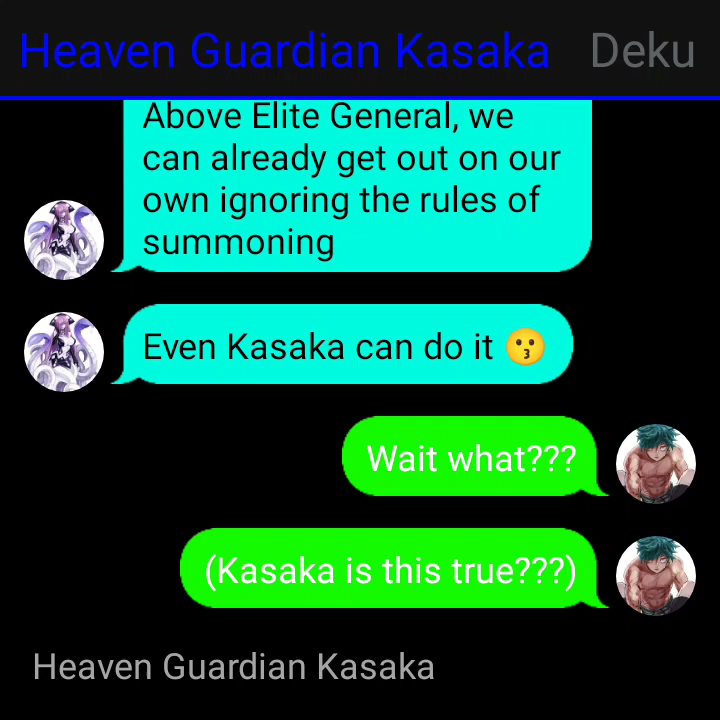 Heaven Guardian Kasaka Deku
Above Elite General, we
can already get out on our
own ignoring the rules of
summoning
Even Kasaka can do it 😗
Wait what???
(Kasaka is this true???)
Heaven Guardian Kasaka